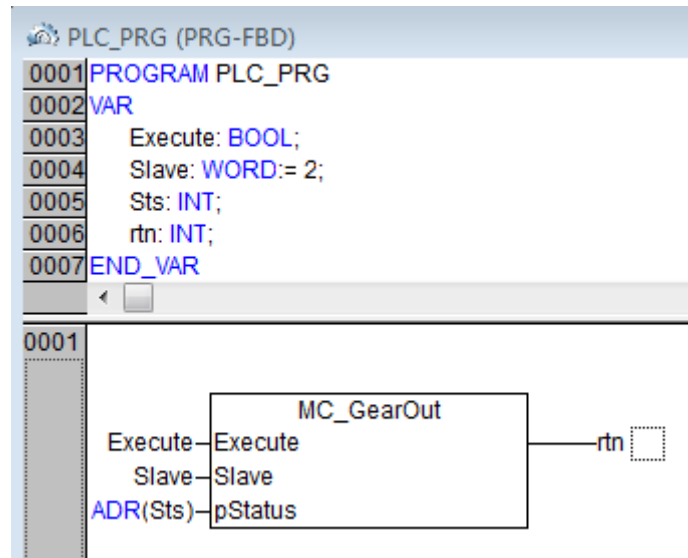 PLC_PRG (PRG-FBD)
0001 PROGRAM PLC_PRG
0002 VAR
0003 Execute: BOOL;
0004 Slave: WORD:= 2;
0005 Sts: INT;
0006 rtn: INT;
0007 END_VAR
0001
MC_GearOut
Execute Execute rtn
Slave Slave
ADR(Sts) pStatus